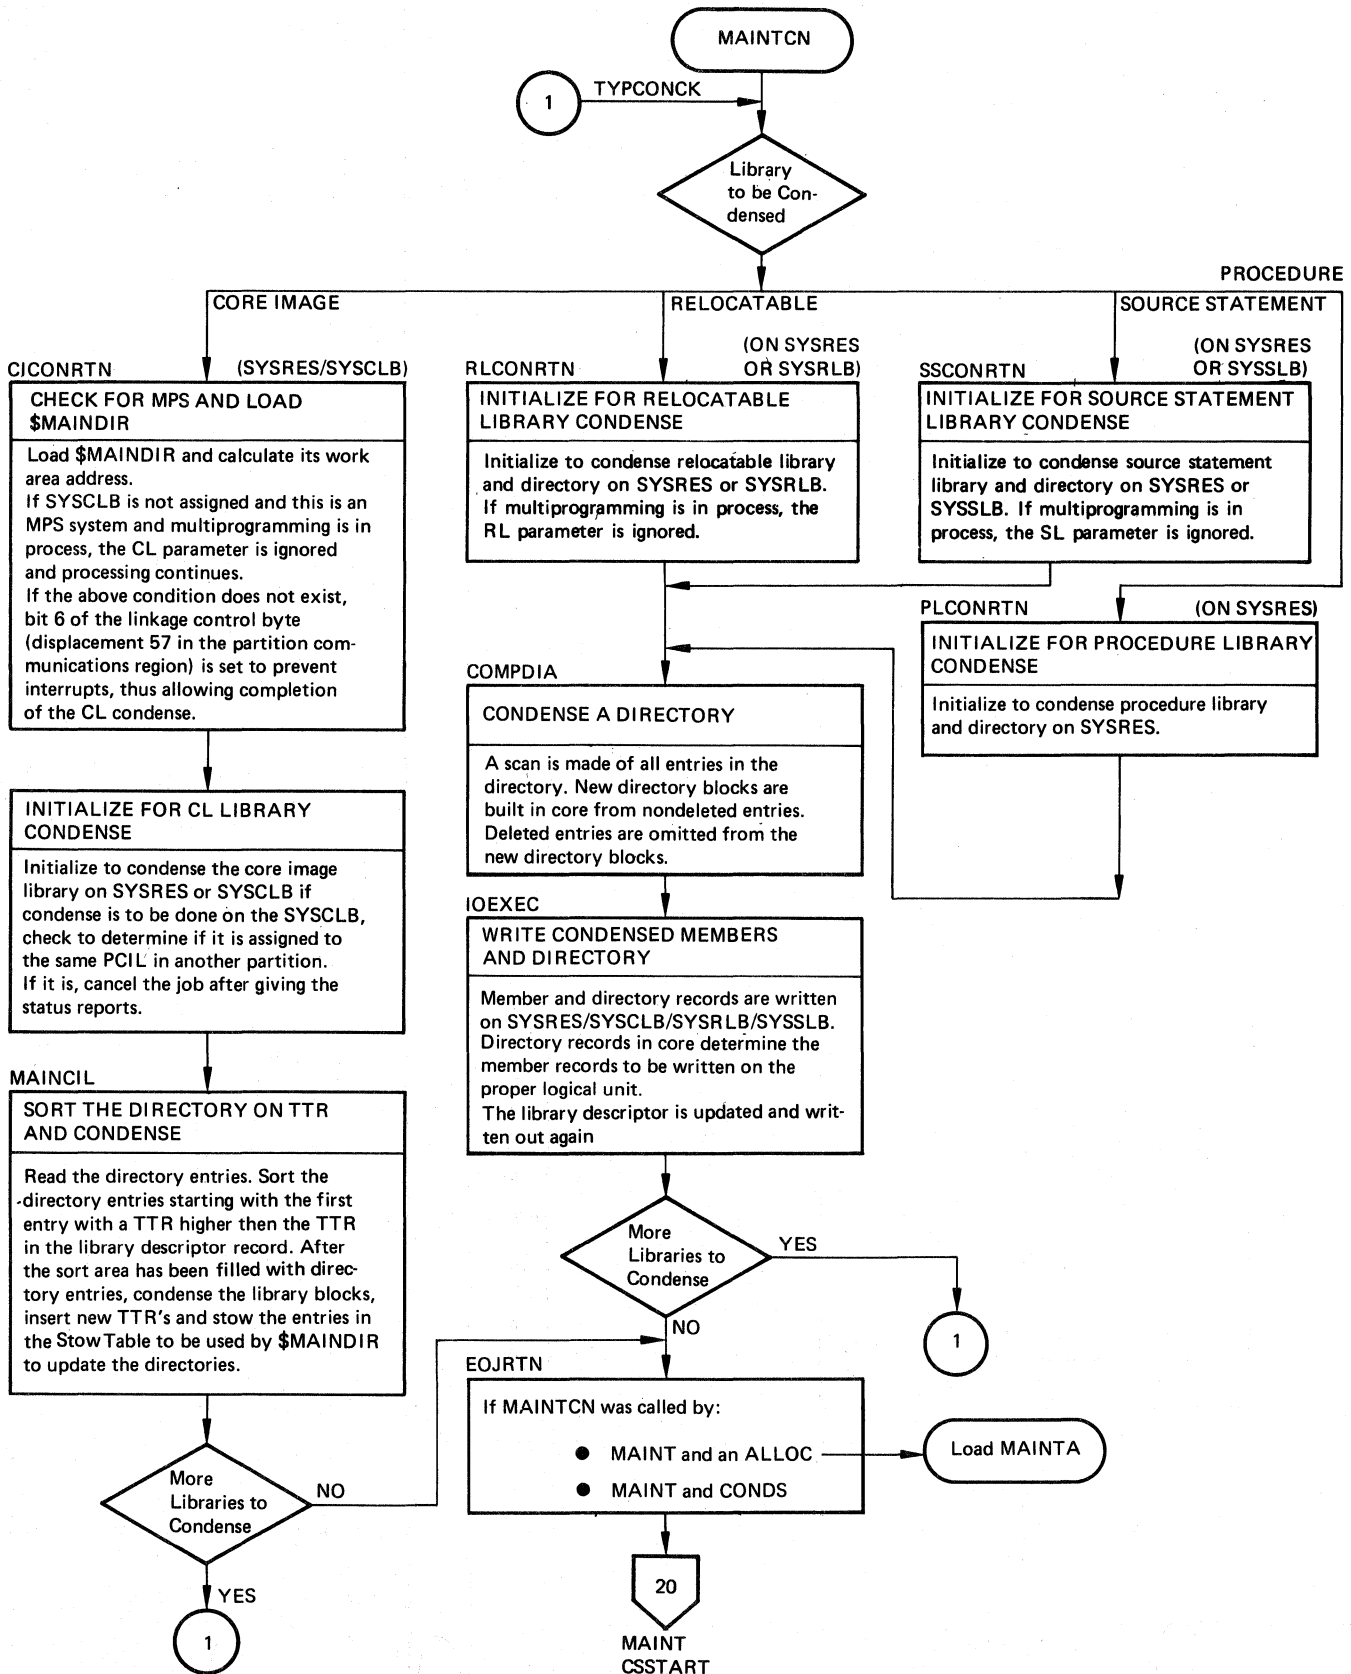 MAINTCN
TYPCONCK
1
Library
to be Con-
densed
PROCEDURE
CORE IMAGE
RELOCATABLE
SOURCE STATEMENT
CICONRTN
(SYSRES/SYSCLB)
CHECK FOR MPS AND LOAD
$MAINDIR
Load $MAINDIR and calculate its work
area address.
If SYSCLB is not assigned and this is an
MPS system and multiprogramming is in
process, the CL parameter is ignored
and processing continues.
If the above condition does not exist,
bit 6 of the linkage control byte
(displacement 57 in the partition com-
munications region) is set to prevent
interrupts, thus allowing completion
of the CL condense.
INITIALIZE FOR CL LIBRARY
CONDENSE
Initialize to condense the core image
library on SYSRES or SYSCLB if
condense is to be done on the SYSCLB,
check to determine if it is assigned to
the same PCIL in another partition.
If it is, cancel the job after giving the
status reports.
MAINCIL
SORT THE DIRECTORY ON TTR
AND CONDENSE
Read the directory entries. Sort the
directory entries starting with the first
entry with a TTR higher then the TTR
in the library descriptor record. After
the sort area has been filled with direc-
tory entries, condense the library blocks,
insert new TTR's and stow the entries in
the Stow Table to be used by $MAINDIR
to update the directories.
More
Libraries to
Condense
NO
YES
1
RLCONRTN
(ON SYSRES
OR SYSRLB)
INITIALIZE FOR RELOCATABLE
LIBRARY CONDENSE
Initialize to condense relocatable library
and directory on SYSRES or SYSRLB.
If multiprogramming is in process, the
RL parameter is ignored.
SSCONRTN
(ON SYSRES
OR SYSSLB)
INITIALIZE FOR SOURCE STATEMENT
LIBRARY CONDENSE
Initialize to condense source statement
library and directory on SYSRES or
SYSSLB. If multiprogramming is in
process, the SL parameter is ignored.
PLCONRTN
(ON SYSRES)
INITIALIZE FOR PROCEDURE LIBRARY
CONDENSE
Initialize to condense procedure library
and directory on SYSRES.
COMPDIA
CONDENSE A DIRECTORY
A scan is made of all entries in the
directory. New directory blocks are
built in core from nondeleted entries.
Deleted entries are omitted from the
new directory blocks.
IOEXEC
WRITE CONDENSED MEMBERS
AND DIRECTORY
Member and directory records are written
on SYSRES/SYSCLB/SYSRLB/SYSSLB.
Directory records in core determine the
member records to be written on the
proper logical unit.
The library descriptor is updated and writ-
ten out again
More
Libraries to
Condense
YES
1
NO
EOJRTN
If MAINTCN was called by:
● MAINT and an ALLOC
● MAINT and CONDS
Load MAINTA
20
MAINT
CSSTART